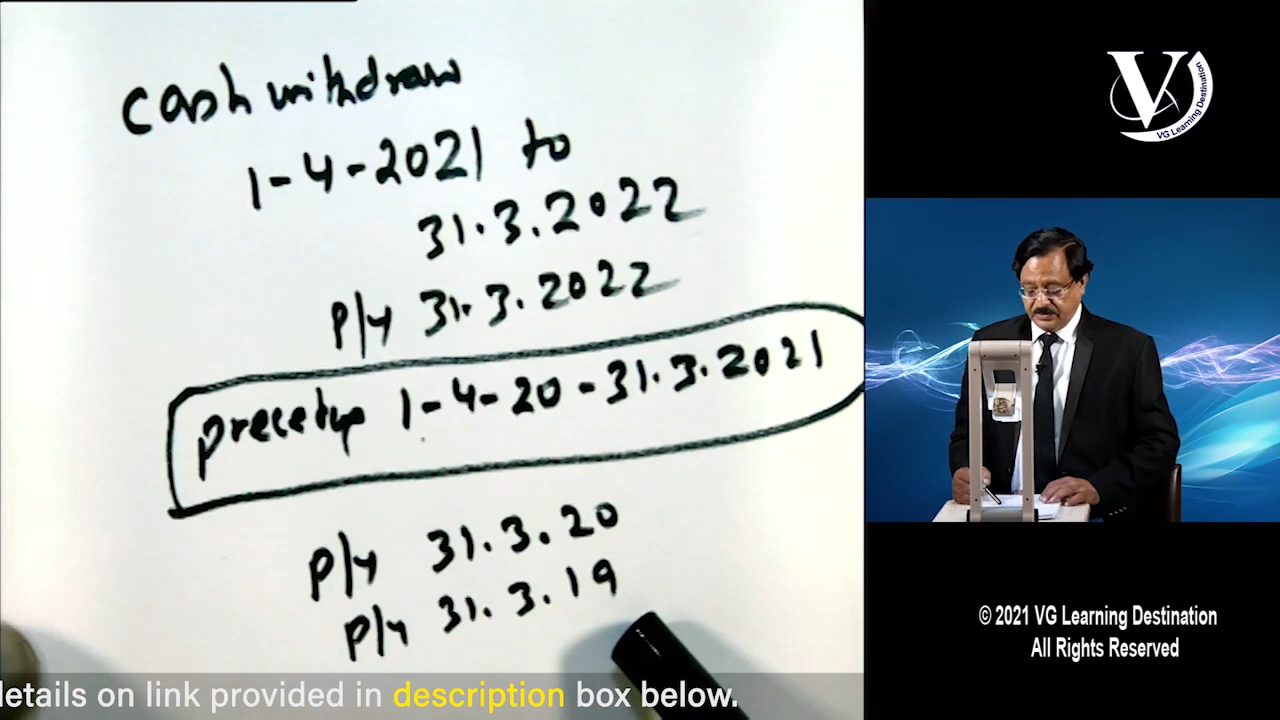 cash withdraw
1-4-2021 to
31.3.2022
P/Y 31.3.2022
1-4-20-31.3.2021
P/Y 31.3.20
P/Y 31.3.19
V
VG Learning Destination
© 2021 VG Learning Destination
All Rights Reserved
details on link provided in description box below.